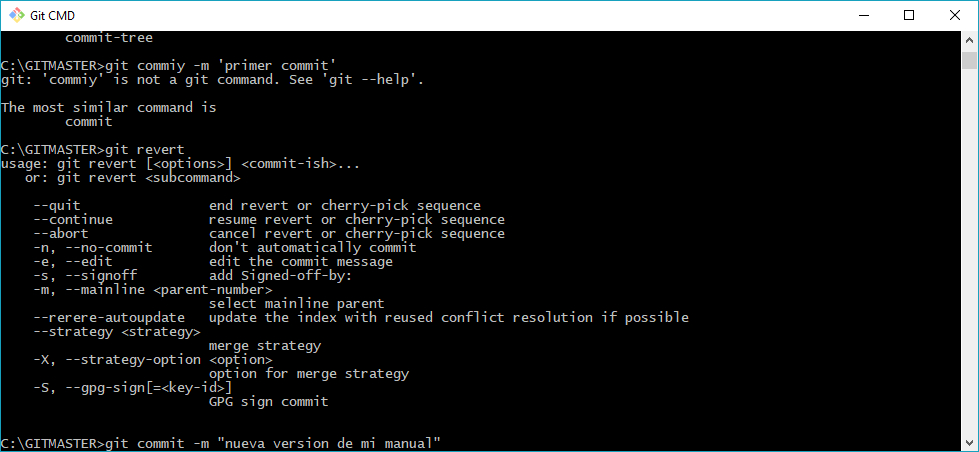 Git CMD
commit-tree
C:\GITMASTER>git commiy -m 'primer commit'
git: 'commiy' is not a git command. See 'git --help'.
The most similar command is
commit
C:\GITMASTER>git revert
usage: git revert [<options>] <commit-ish>...
or: git revert <subcommand>
--quit end revert or cherry-pick sequence
--continue resume revert or cherry-pick sequence
--abort cancel revert or cherry-pick sequence
-n, --no-commit don't automatically commit
-e, --edit edit the commit message
-s, --signoff add Signed-off-by:
-m, --mainline <parent-number>
select mainline parent
--rerere-autoupdate update the index with reused conflict resolution if possible
--strategy <strategy>
merge strategy
-X, --strategy-option <option>
option for merge strategy
-S, --gpg-sign[=<key-id>]
GPG sign commit
C:\GITMASTER>git commit -m "nueva version de mi manual"